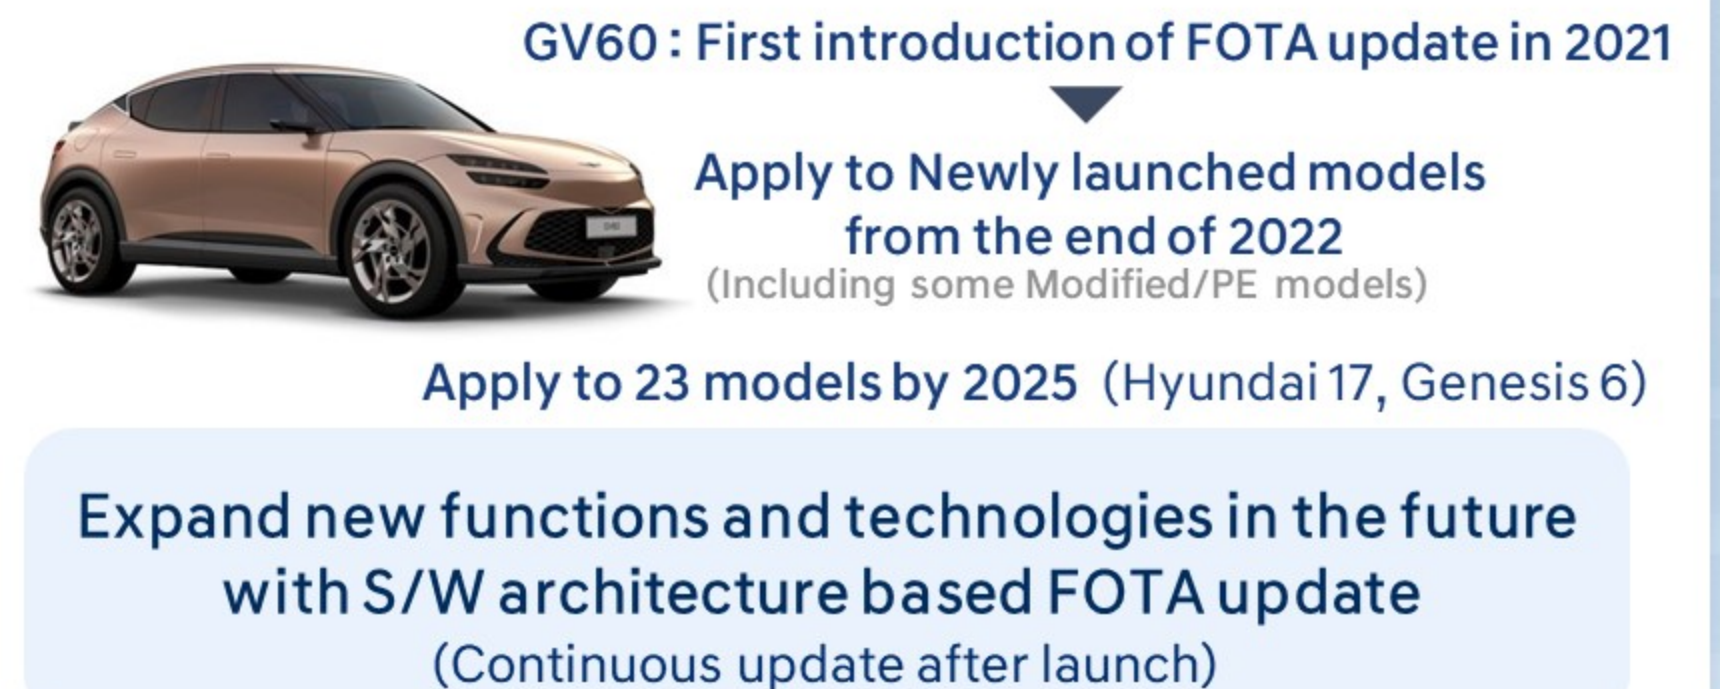 GV60 : First introduction of FOTA update in 2021
Apply to Newly launched models
from the end of 2022
(Including some Modified/PE models)
Apply to 23 models by 2025 (Hyundai 17, Genesis 6)
Expand new functions and technologies in the future
with S/W architecture based FOTA update
(Continuous update after launch)